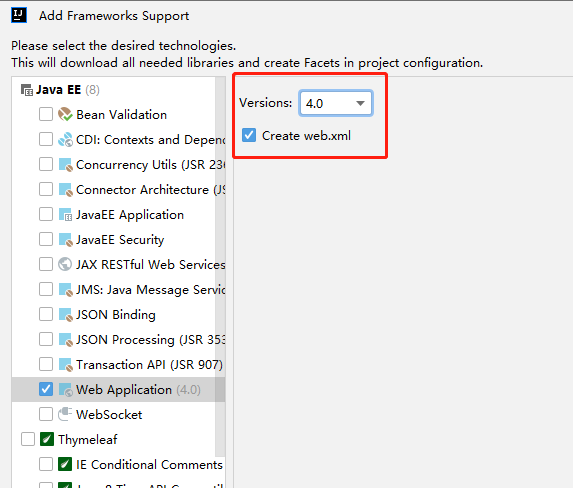 IJ
Add Frameworks Support
Please select the desired technologies.
This will download all needed libraries and create Facets in project configuration.
Java EE (8)
Bean Validation
CDI: Contexts and Depend
Concurrency Utils (JSR 236
Connector Architecture (JS
JavaEE Application
JavaEE Security
JAX RESTful Web Services
JMS: Java Message Servic
JSON Binding
JSON Processing (JSR 353
Transaction API (JSR 907)
Web Application (4.0)
WebSocket
Thymeleaf
IE Conditional Comments
Versions: 4.0
Create web.xml